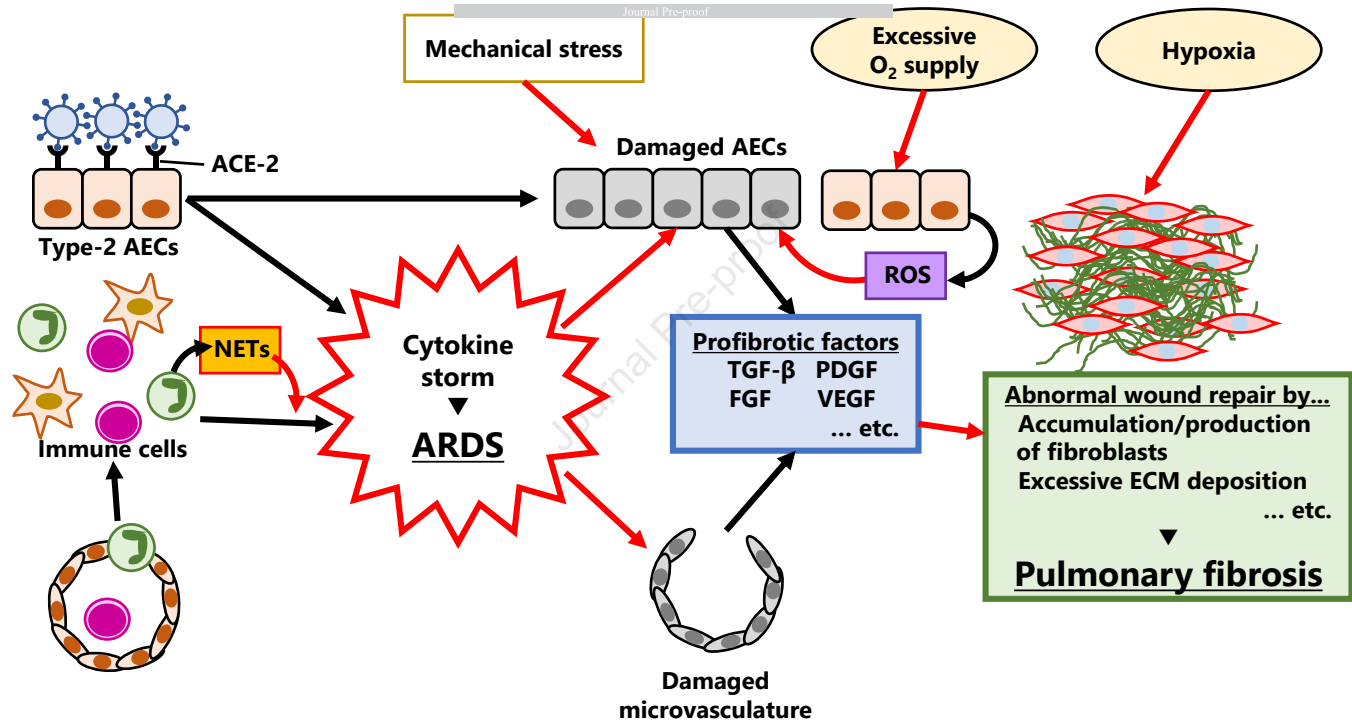 Journal Pre-proof
Mechanical stress
Excessive
O₂ supply
Hypoxia
ACE-2
Damaged AECs
Type-2 AECs
ROS
NETs
Immune cells
Cytokine
storm
ARDS
Profibrotic factors
TGF-β PDGF
FGF VEGF
... etc.
Abnormal wound repair by...
Accumulation/production
of fibroblasts
Excessive ECM deposition
... etc.
Pulmonary fibrosis
Damaged
microvasculature
Journal Pre-proof